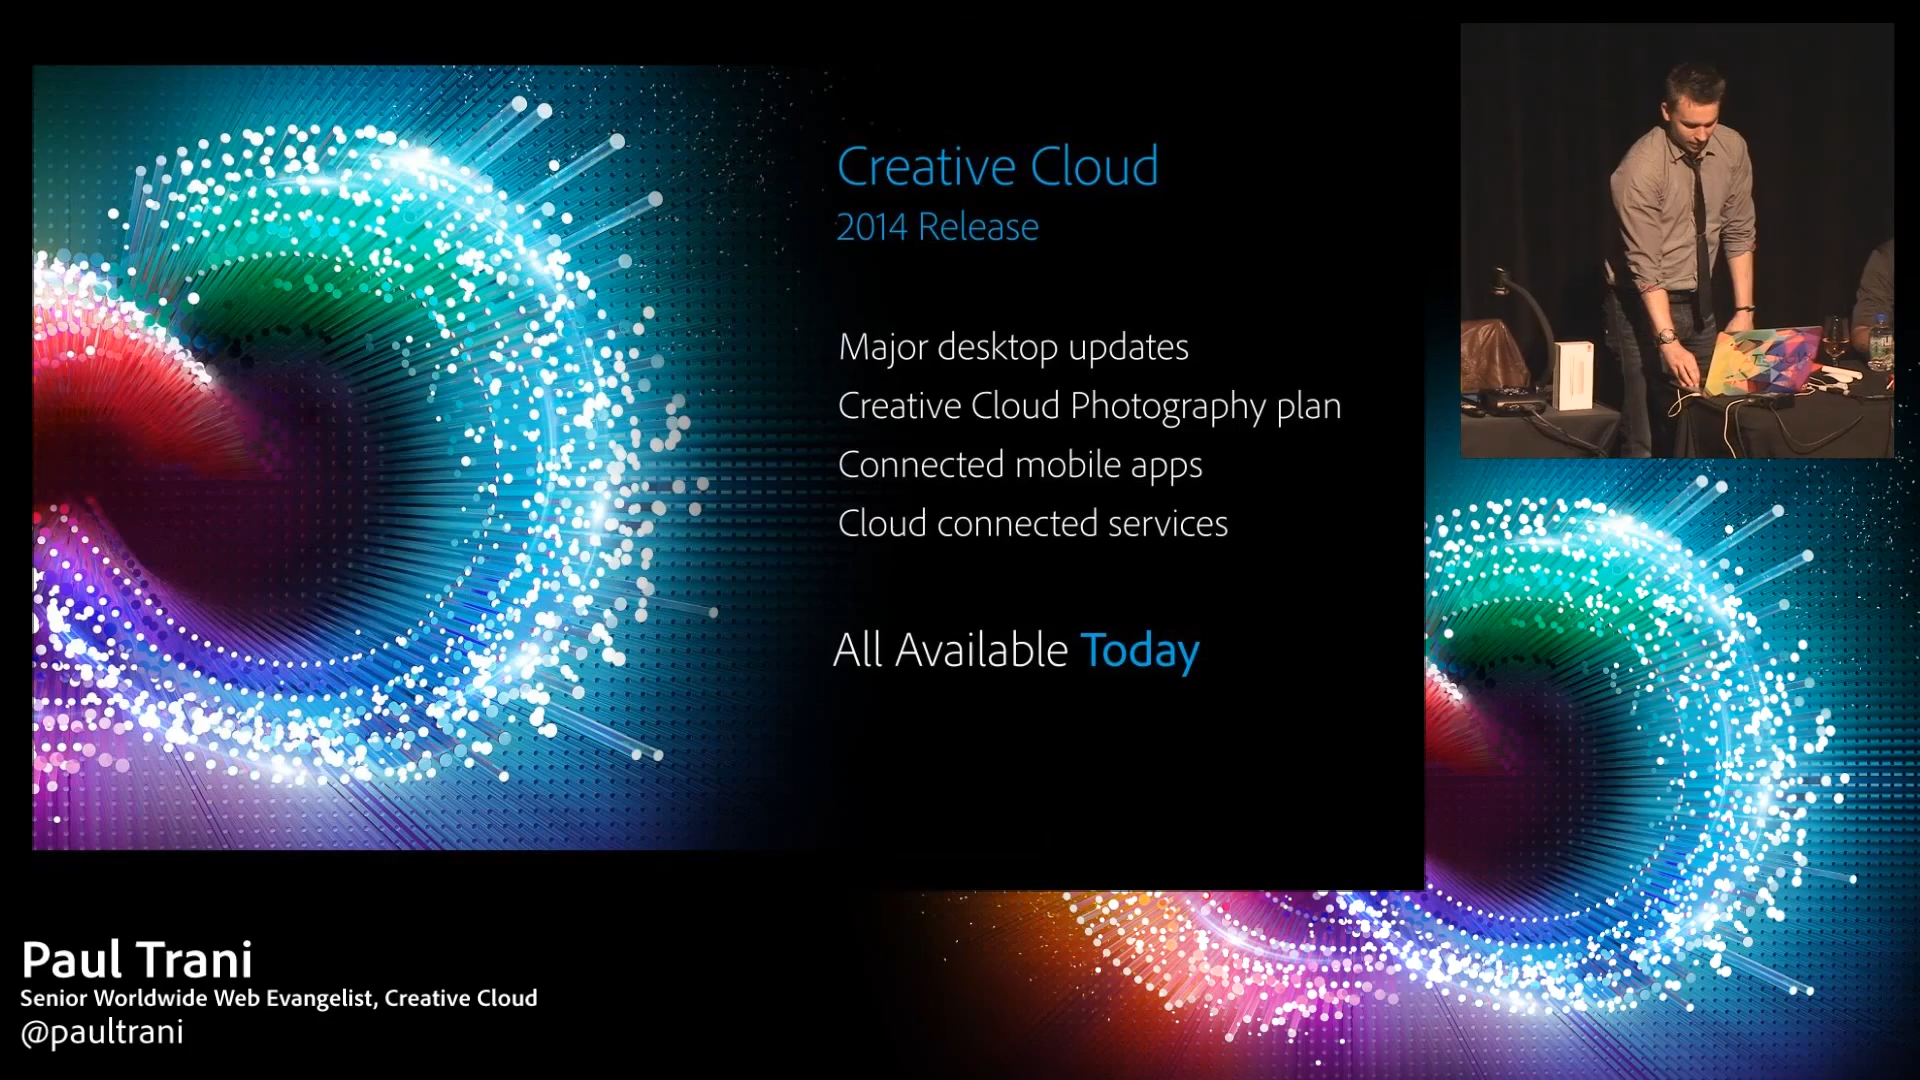 Creative Cloud
2014 Release
Major desktop updates
Creative Cloud Photography plan
Connected mobile apps
Cloud connected services
All Available Today
Paul Trani
Senior Worldwide Web Evangelist, Creative Cloud
@paultrani